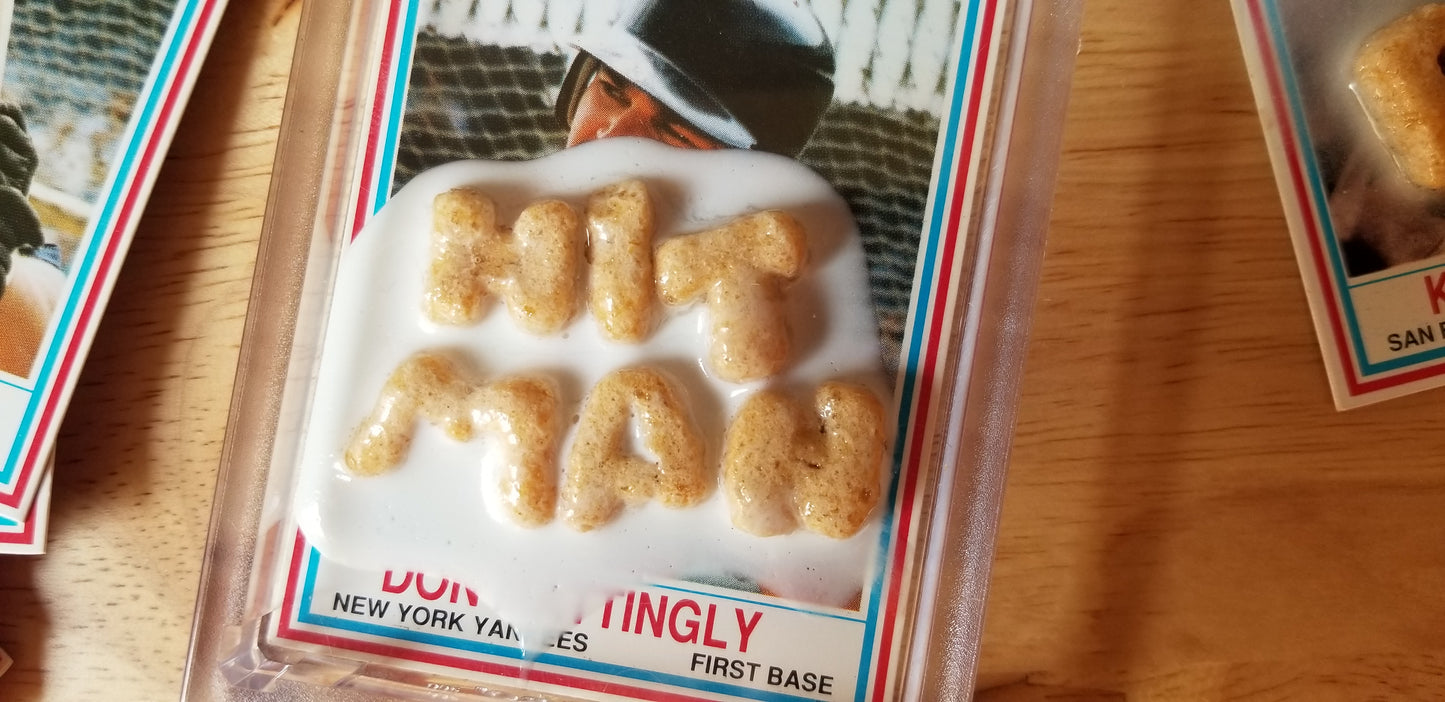 HIT
MAN
DON TINGLY
NEW YORK YAN EES
FIRST BASE
K
SAN